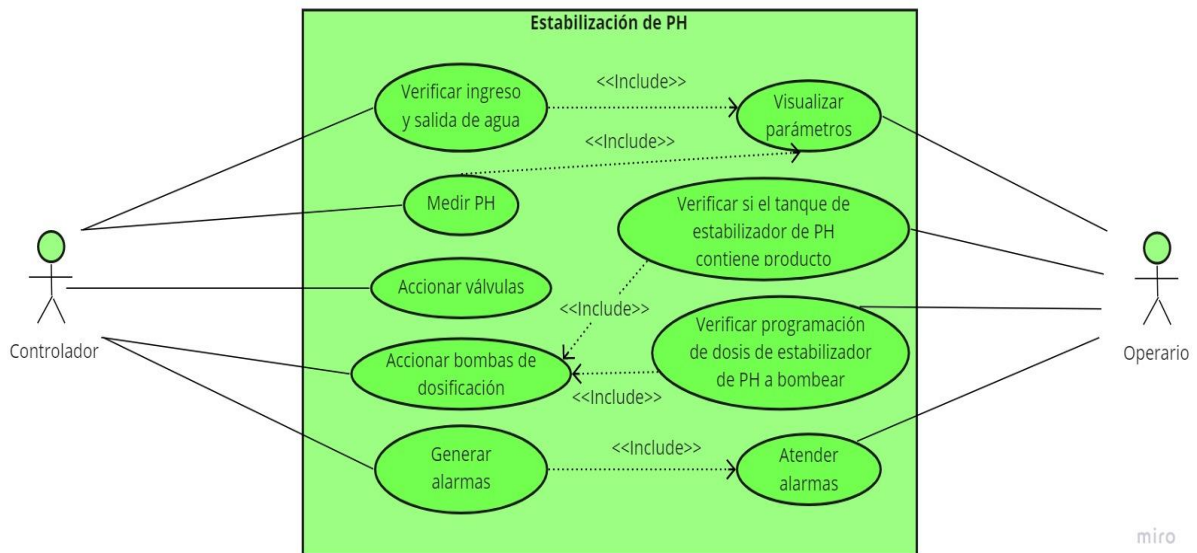 Estabilización de PH
Verificar ingreso
y salida de agua
<<Include>>
Visualizar
parámetros
<<Include>>
Medir PH
Verificar si el tanque de
estabilizador de PH
contiene producto
Accionar válvulas
<<Include>>
Controlador
Verificar programación
de dosis de estabilizador
de PH a bombear
Operario
Accionar bombas de
dosificación
<<Include>>
Generar
alarmas
<<Include>>
Atender
alarmas
miro